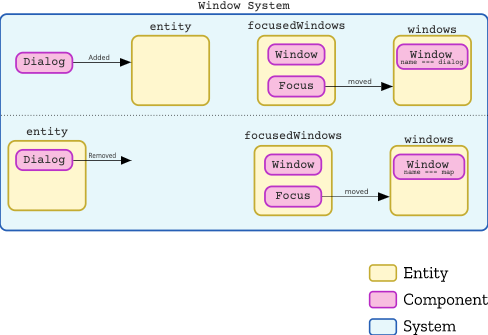 Window System
entity
focusedWindows
windows
Dialog
Added
Window
Window
name === dialog
Focus
moved
entity
focusedWindows
windows
Dialog
Removed
Window
Window
name === map
Focus
moved
Entity
Component
System